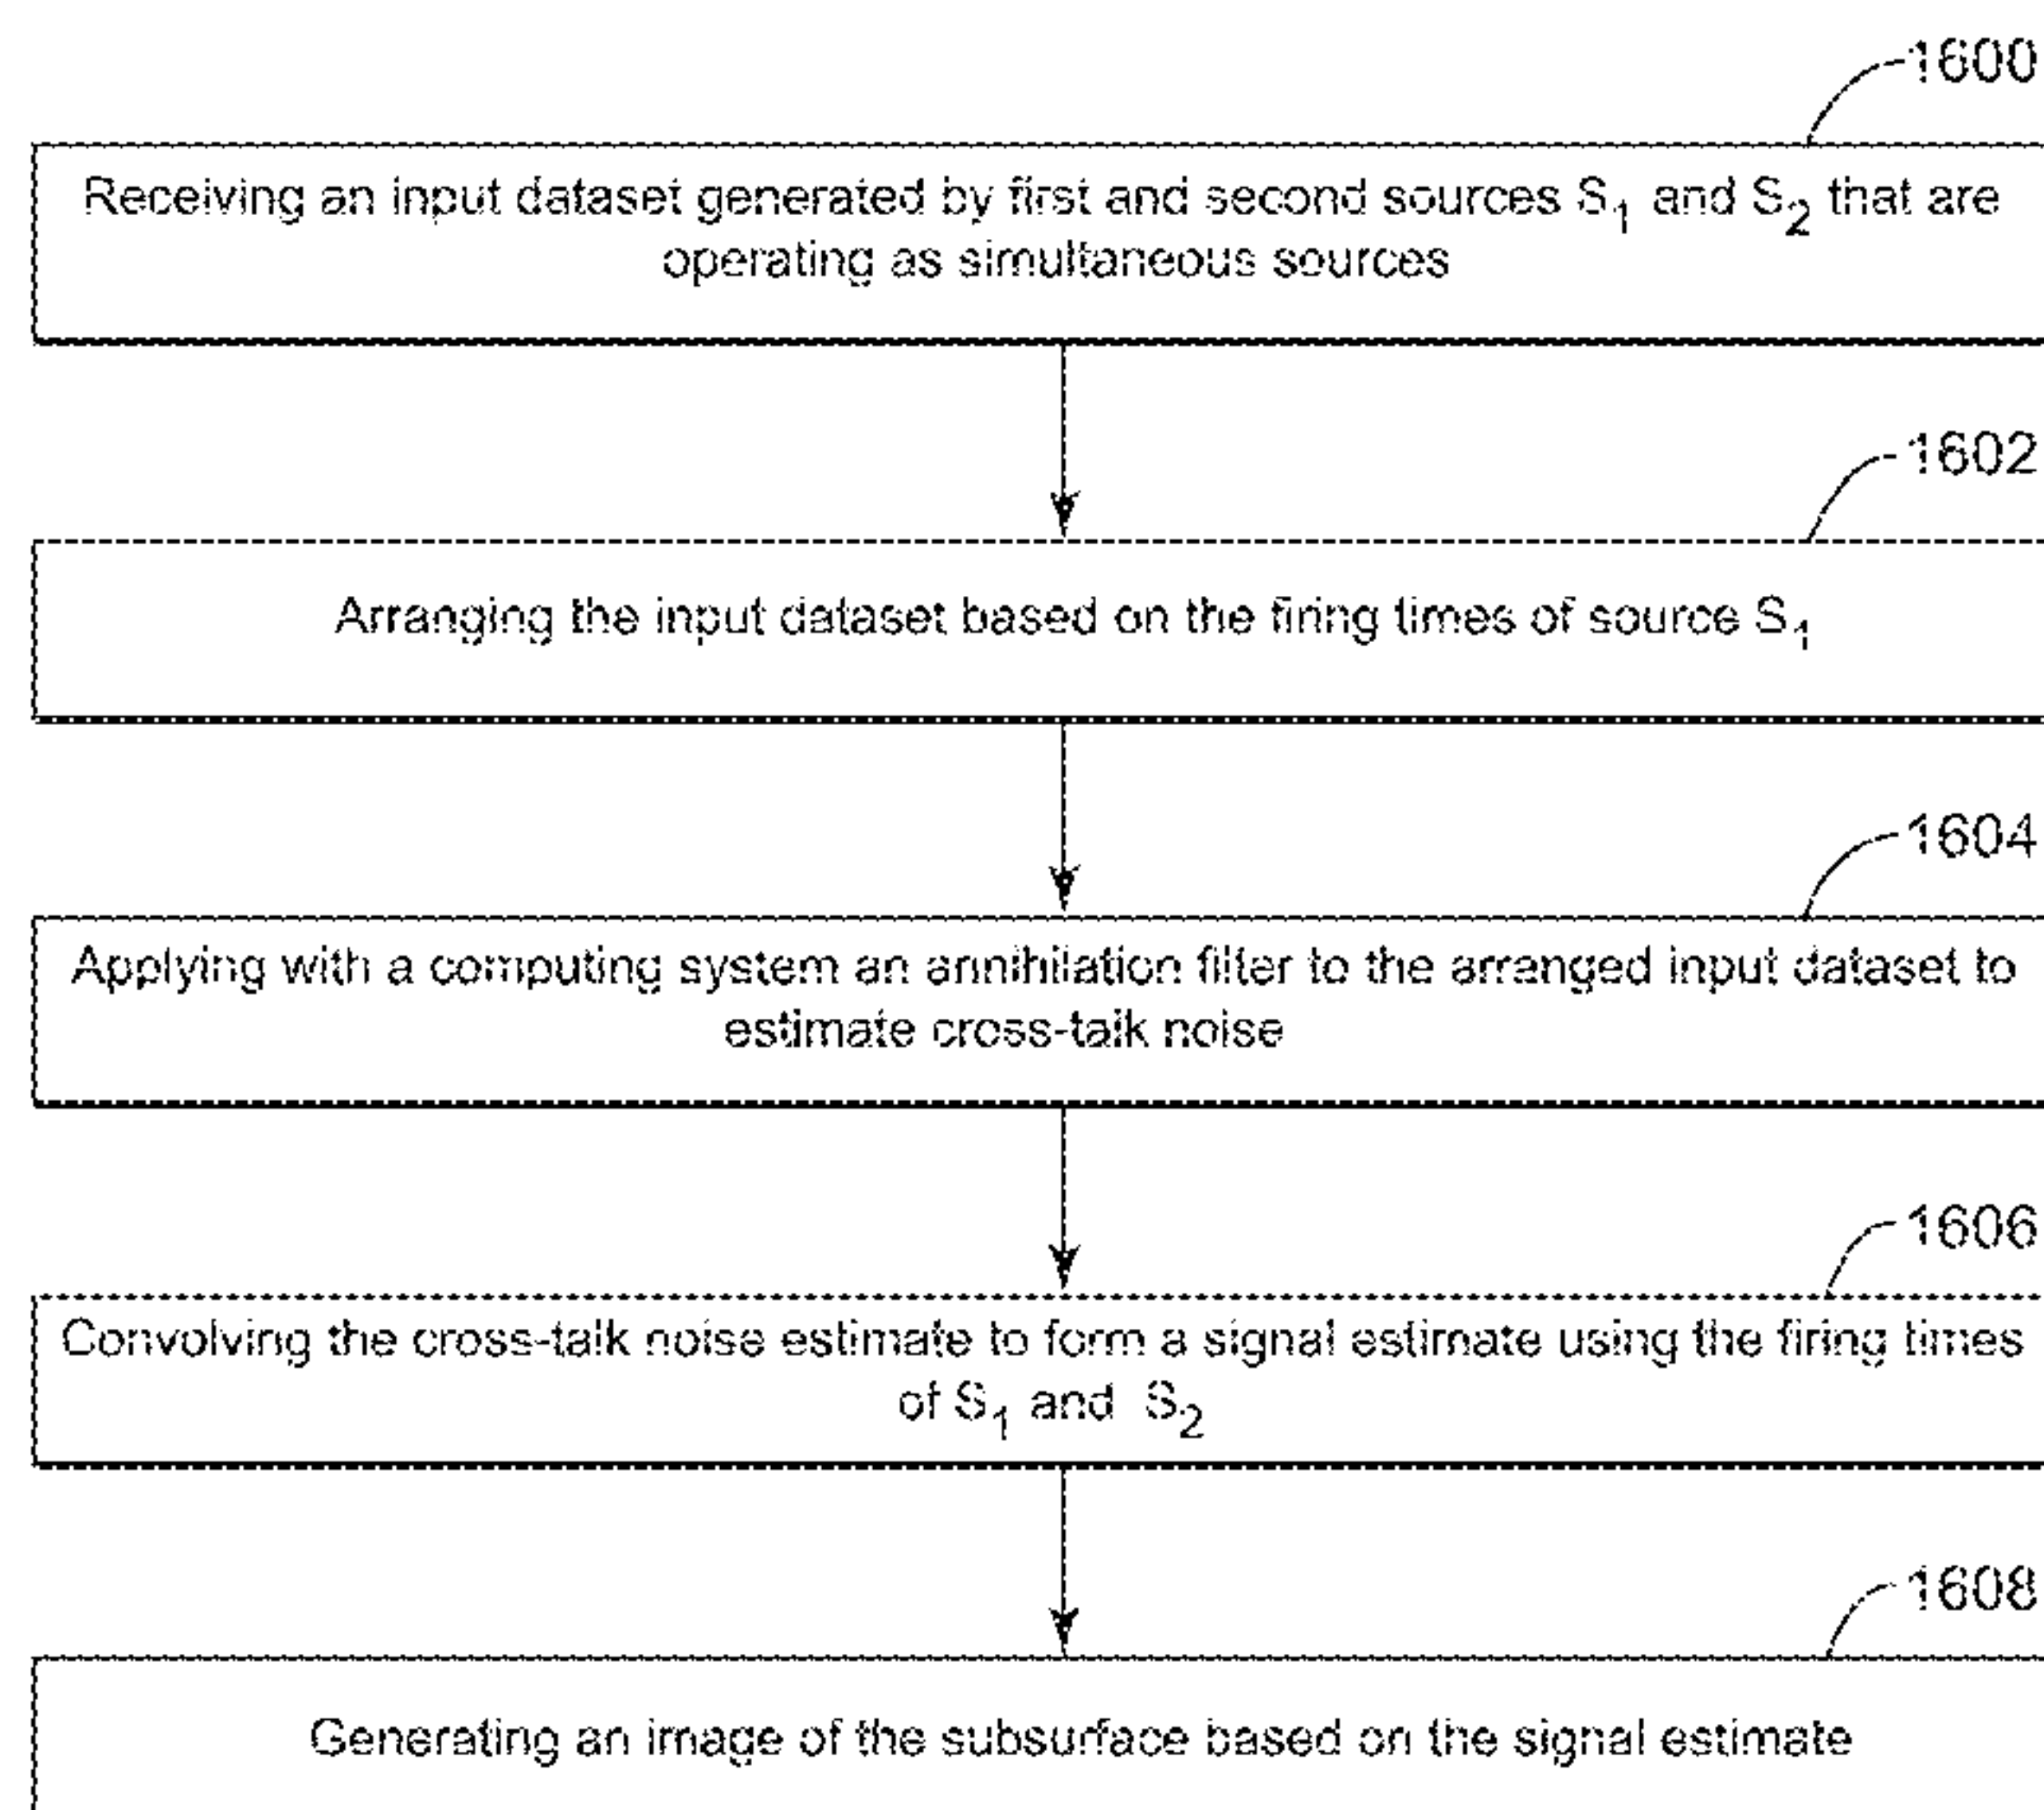 1600
Receiving an input dataset generated by first and second sources S1 and S2 that are
operating as simultaneous sources
1602
Arranging the input dataset based on the firing times of source S1
1604
Applying with a computing system an annihilation filter to the arranged input dataset to
estimate cross-talk noise
1606
Convolving the cross-talk noise estimate to form a signal estimate using the firing times
of S1 and S2
1608
Generating an image of the subsurface based on the signal estimate